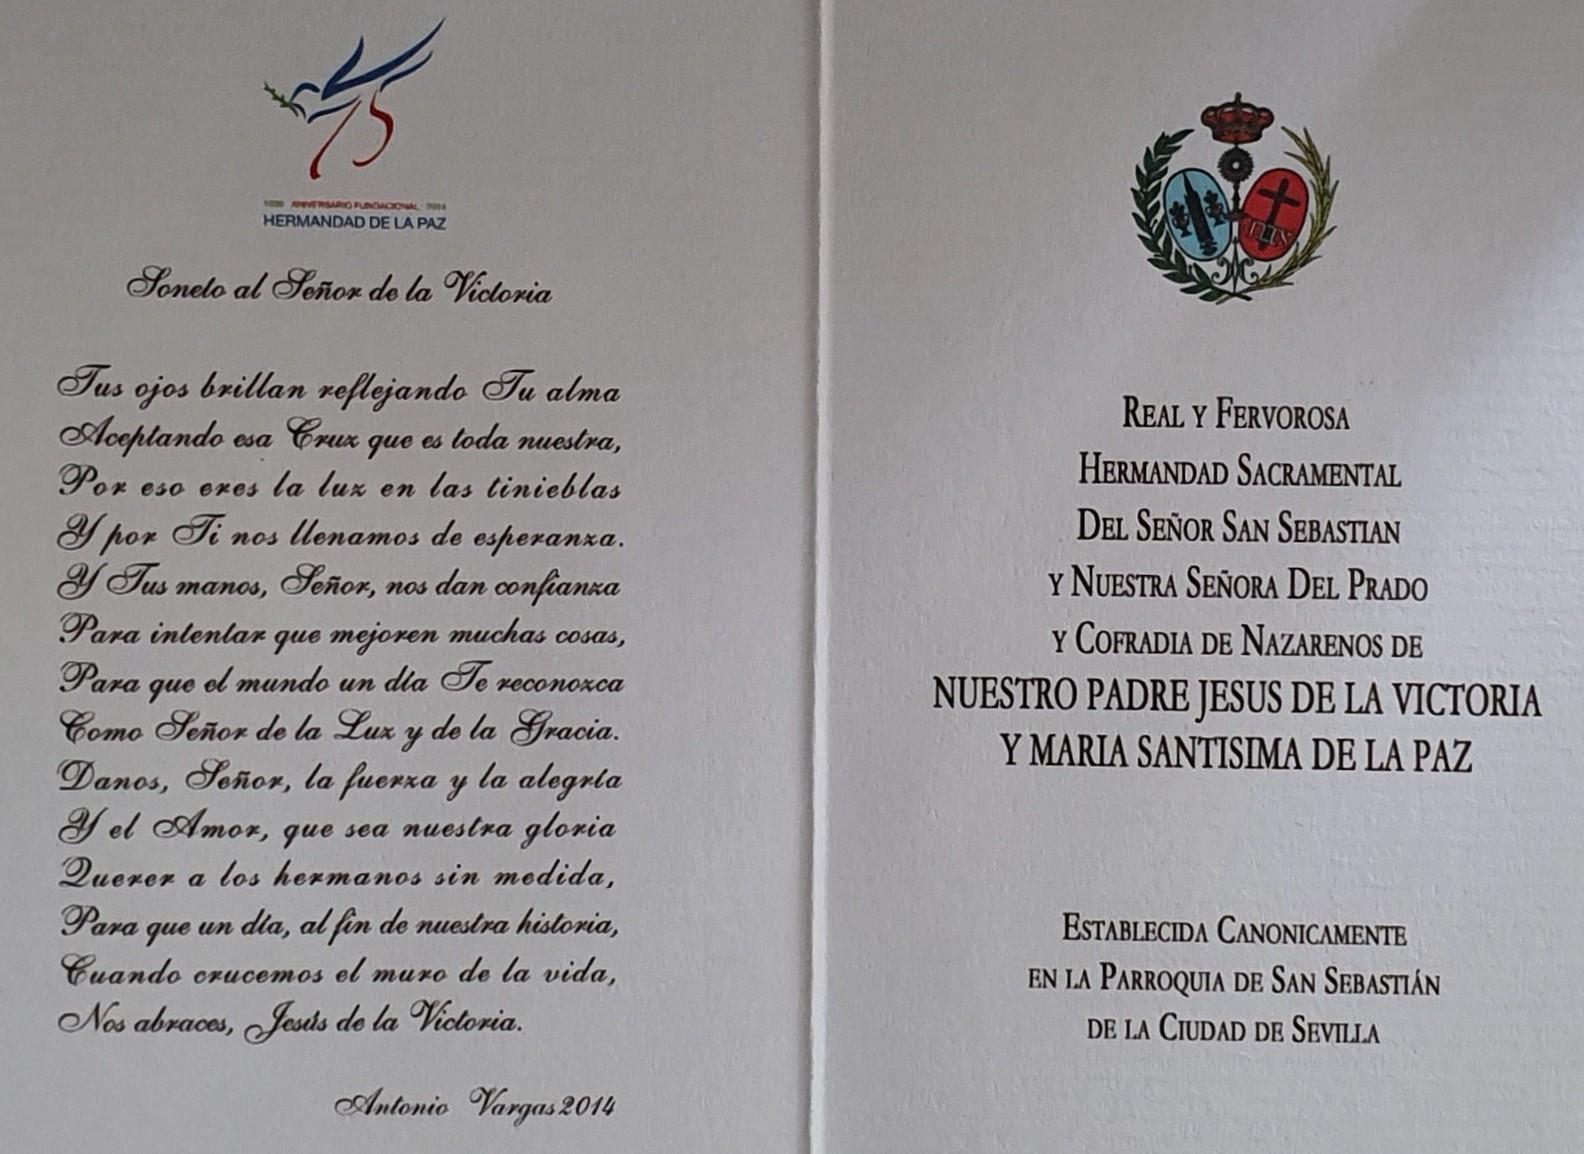 75
1939 ANIVERSARIO FUNDACIONAL 2014
HERMANDAD DE LA PAZ
Soneto al Señor de la Victoria
Tus ojos brillan reflejando Tu alma
Aceptando esa Cruz que es toda nuestra,
Por eso eres la luz en las tinieblas
Y por Ti nos llenamos de esperanza.
Y Tus manos, Señor, nos dan confianza
Para intentar que mejoren muchas cosas,
Para que el mundo un día Te reconozca
Como Señor de la Luz y de la Gracia.
Danos, Señor, la fuerza y la alegría
Y el Amor, que sea nuestra gloria
Querer a los hermanos sin medida,
Para que un día, al fin de nuestra historia,
Cuando crucemos el muro de la vida,
Nos abraces, Jesús de la Victoria.
Antonio Vargas 2014
REAL Y FERVOROSA
HERMANDAD SACRAMENTAL
DEL SEÑOR SAN SEBASTIAN
Y NUESTRA SEÑORA DEL PRADO
Y COFRADIA DE NAZARENOS DE
NUESTRO PADRE JESUS DE LA VICTORIA
Y MARIA SANTISIMA DE LA PAZ
ESTABLECIDA CANONICAMENTE
EN LA PARROQUIA DE SAN SEBASTIÁN
DE LA CIUDAD DE SEVILLA